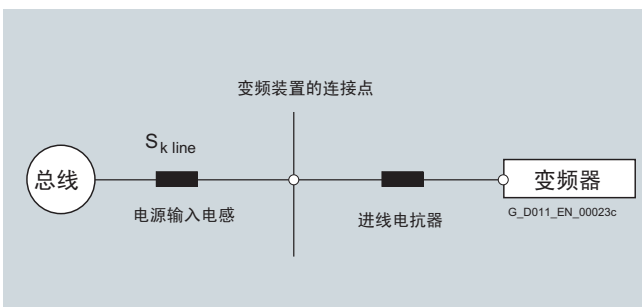 变频装置的连接点
S k line
总线
变频器
电源输入电感
进线电抗器
G_D011_EN_00023c